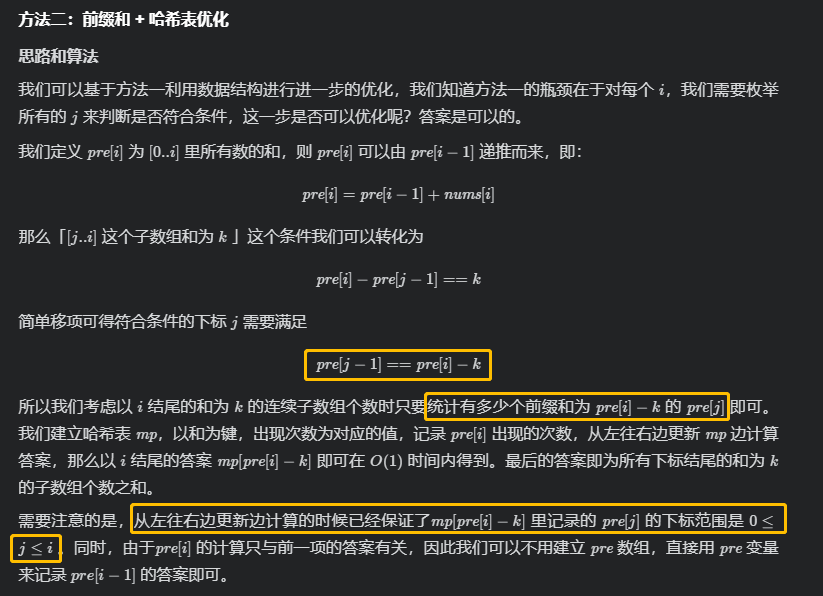 方法二：前缀和 + 哈希表优化
思路和算法
我们可以基于方法一利用数据结构进行进一步的优化，我们知道方法一的瓶颈在于对每个 i，我们需要枚举
所有的 j 来判断是否符合条件，这一步是否可以优化呢？答案是可以的。
我们定义 pre[i] 为 [0..i] 里所有数的和，则 pre[i] 可以由 pre[i − 1] 递推而来，即：
pre[i] = pre[i − 1] + nums[i]
那么「[j..i] 这个子数组和为 k 」这个条件我们可以转化为
pre[i] − pre[j − 1] == k
简单移项可得符合条件的下标 j 需要满足
pre[j − 1] == pre[i] − k
所以我们考虑以 i 结尾的和为 k 的连续子数组个数时只要统计有多少个前缀和为 pre[i] − k 的 pre[j] 即可。
我们建立哈希表 mp，以和为键，出现次数为对应的值，记录 pre[i] 出现的次数，从左往右边更新 mp 边计算
答案，那么以 i 结尾的答案 mp[pre[i] − k] 即可在 O(1) 时间内得到。最后的答案即为所有下标结尾的和为 k
的子数组个数之和。
需要注意的是，从左往右边更新边计算的时候已经保证了mp[pre[i] − k] 里记录的 pre[j] 的下标范围是 0 ≤
j ≤ i 。同时，由于pre[i] 的计算只与前一项的答案有关，因此我们可以不用建立 pre 数组，直接用 pre 变量
来记录 pre[i − 1] 的答案即可。